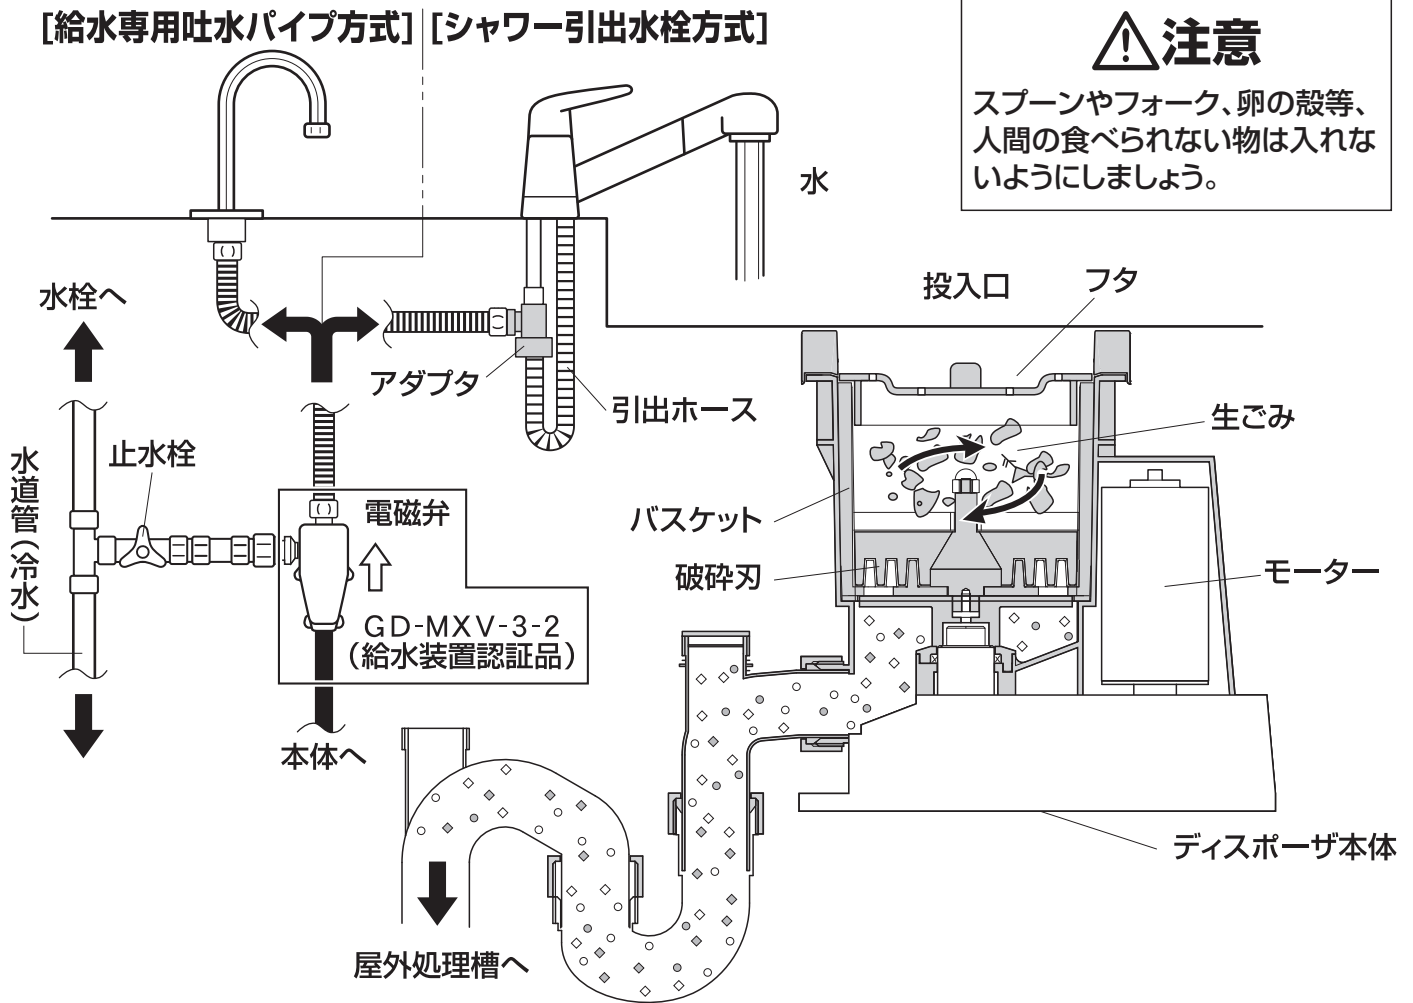 [給水専用吐水パイプ方式]
[シャワー引出水栓方式]
注意
スプーンやフォーク、卵の殻等、
人間の食べられない物は入れな
いようにしましょう。
水
水栓へ
アダプタ
引出ホース
投入口
フタ
生ごみ
バスケット
破砕刃
モーター
水道管(冷水)
止水栓
電磁弁
GD-MXV-3-2
(給水装置認証品)
本体へ
ディスポーザ本体
屋外処理槽へ